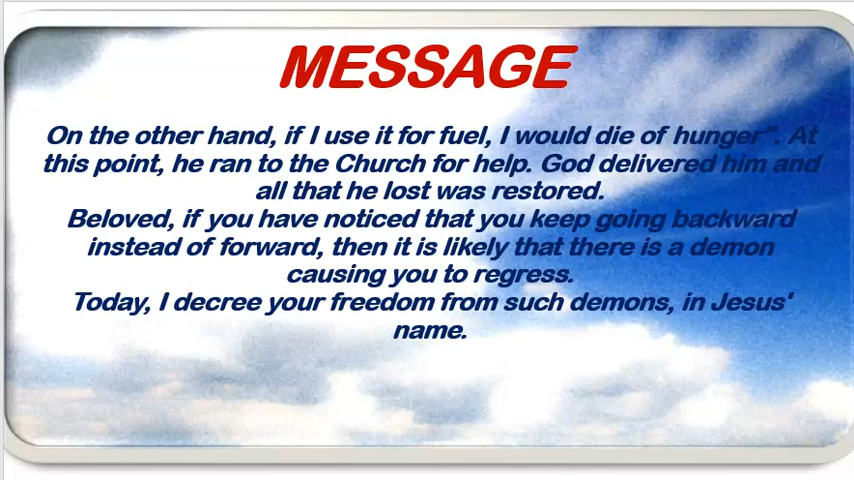 MESSAGE
On the other hand, if I use it for fuel, I would die of hunger". At
this point, he ran to the Church for help. God delivered him and
all that he lost was restored.
Beloved, if you have noticed that you keep going backward
instead of forward, then it is likely that there is a demon
causing you to regress.
Today, I decree your freedom from such demons, in Jesus'
name.